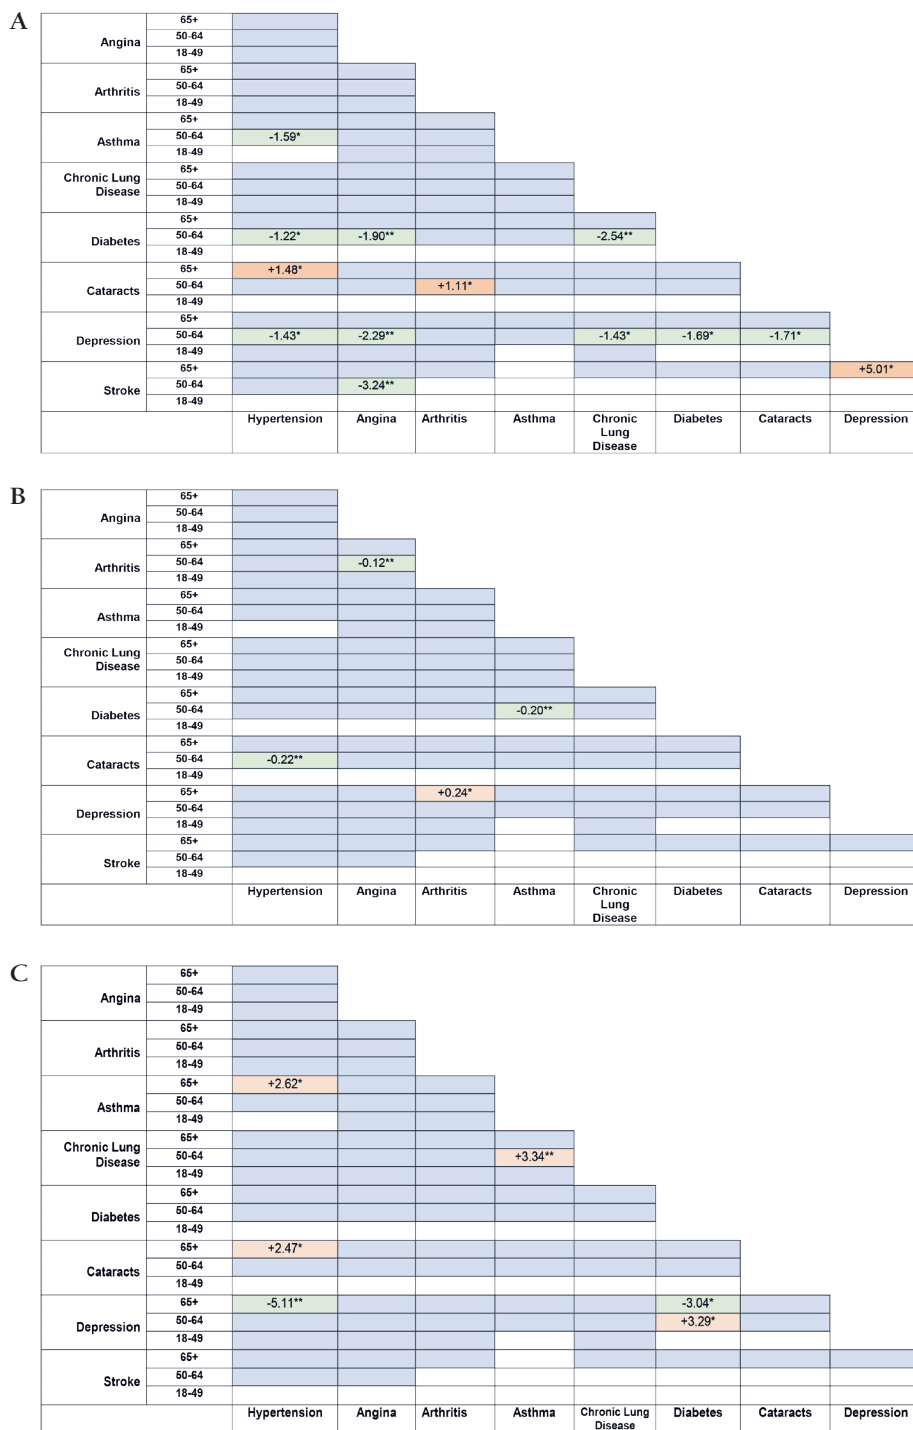 A
65+
Angina 50-64
18-49
65+
Arthritis 50-64
18-49
65+
Asthma 50-64 -1.59*
18-49
65+
Chronic Lung
Disease 50-64
18-49
65+
Diabetes 50-64 -1.22* -1.90** -2.54**
18-49
65+ +1.48*
Cataracts 50-64 +1.11*
18-49
65+
Depression 50-64 -1.43* -2.29** -1.43* -1.69* -1.71*
18-49
65+ +5.01*
Stroke 50-64 -3.24**
18-49
Hypertension Angina Arthritis Asthma Chronic Diabetes Cataracts Depression
Lung
Disease
B
65+
Angina 50-64
18-49
65+
Arthritis 50-64 -0.12**
18-49
65+
Asthma 50-64
18-49
65+
Chronic Lung
Disease 50-64
18-49
65+
Diabetes 50-64 -0.20**
18-49
65+
Cataracts 50-64 -0.22**
18-49
65+ +0.24*
Depression 50-64
18-49
65+
Stroke 50-64
18-49
Hypertension Angina Arthritis Asthma Chronic Diabetes Cataracts Depression
Lung
Disease
C
65+
Angina 50-64
18-49
65+
Arthritis 50-64
18-49
65+ +2.62*
Asthma 50-64
18-49
65+
Chronic Lung
Disease 50-64 +3.34**
18-49
65+
Diabetes 50-64
18-49
65+ +2.47*
Cataracts 50-64
18-49
65+ -5.11** -3.04*
Depression 50-64 +3.29*
18-49
65+
Stroke 50-64
18-49
Hypertension Angina Arthritis Asthma Chronic Lung Diabetes Cataracts Depression
Disease